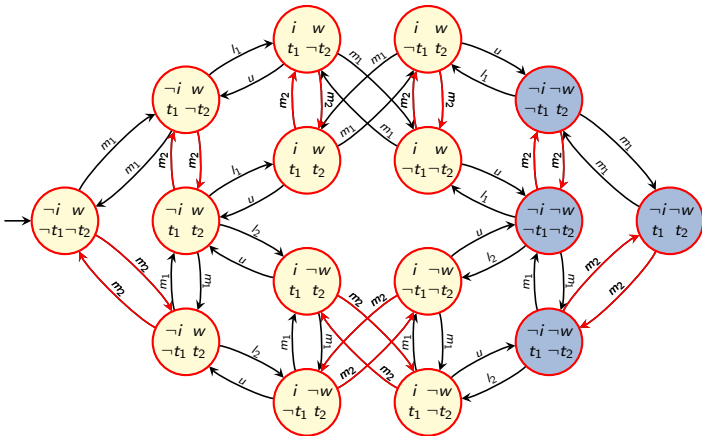 i w
t₁ ¬t₂
i w
¬t₁ t₂
l₁
u
m₁
m₁
u
l₁
m₂
m₂
m₂
m₂
¬i w
t₁ ¬t₂
¬i ¬w
¬t₁ t₂
m₁
m₁
m₂
m₂
l₁
u
i w
t₁ t₂
m₁
m₁
i w
¬t₁¬t₂
u
l₁
m₂
m₂
m₁
m₁
¬i w
¬t₁¬t₂
¬i w
t₁ t₂
¬i¬w
¬t₁¬t₂
¬i¬w
t₁ t₂
m₂
m₂
m₁
m₁
l₂
u
i ¬w
t₁ t₂
m₂
m₂
i ¬w
¬t₁¬t₂
u
l₂
m₁
m₁
m₂
m₂
¬i w
¬t₁ t₂
m₁
m₁
m₁
m₁
¬i¬w
t₁ ¬t₂
l₂
u
i ¬w
¬t₁ t₂
m₂
m₂
i ¬w
t₁ ¬t₂
u
l₂